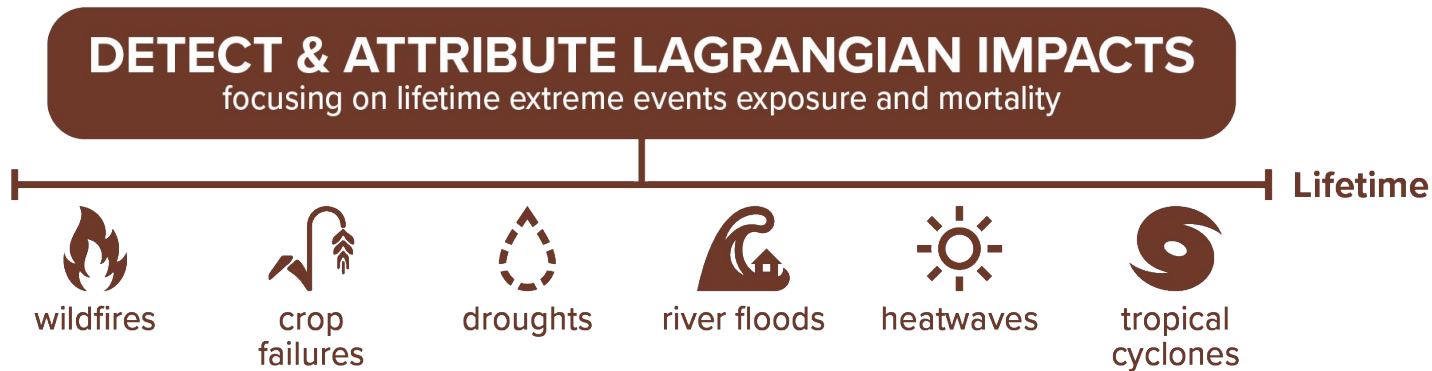 DETECT & ATTRIBUTE LAGRANGIAN IMPACTS
focusing on lifetime extreme events exposure and mortality
Lifetime
wildfires
crop
failures
droughts
river floods
heatwaves
tropical
cyclones